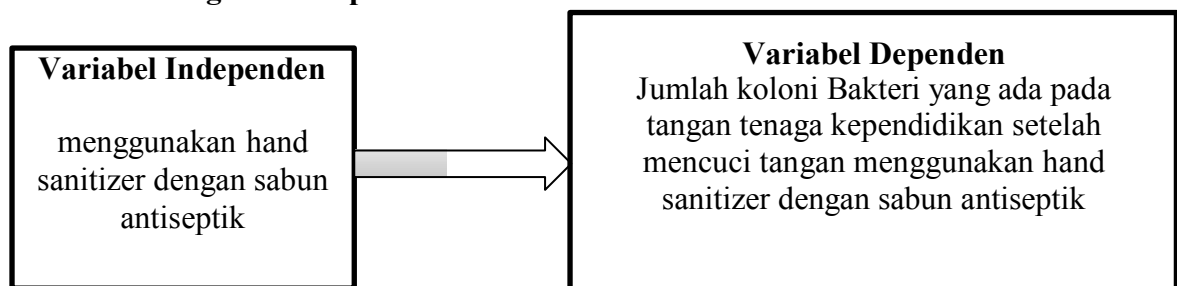 Variabel Independen
menggunakan hand
sanitizer dengan sabun
antiseptik
Variabel Dependen
Jumlah koloni Bakteri yang ada pada
tangan tenaga kependidikan setelah
mencuci tangan menggunakan hand
sanitizer dengan sabun antiseptik